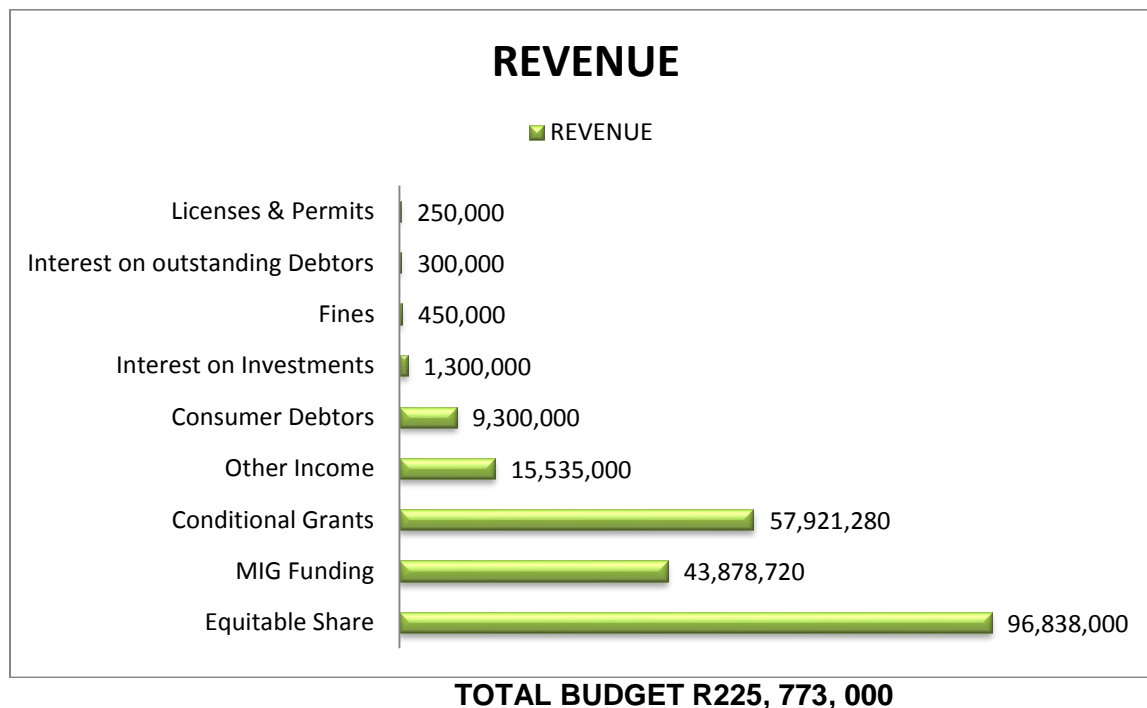 REVENUE
REVENUE
Licenses & Permits 250,000
Interest on outstanding Debtors 300,000
Fines 450,000
Interest on Investments 1,300,000
Consumer Debtors 9,300,000
Other Income 15,535,000
Conditional Grants 57,921,280
MIG Funding 43,878,720
Equitable Share 96,838,000
TOTAL BUDGET R225, 773, 000